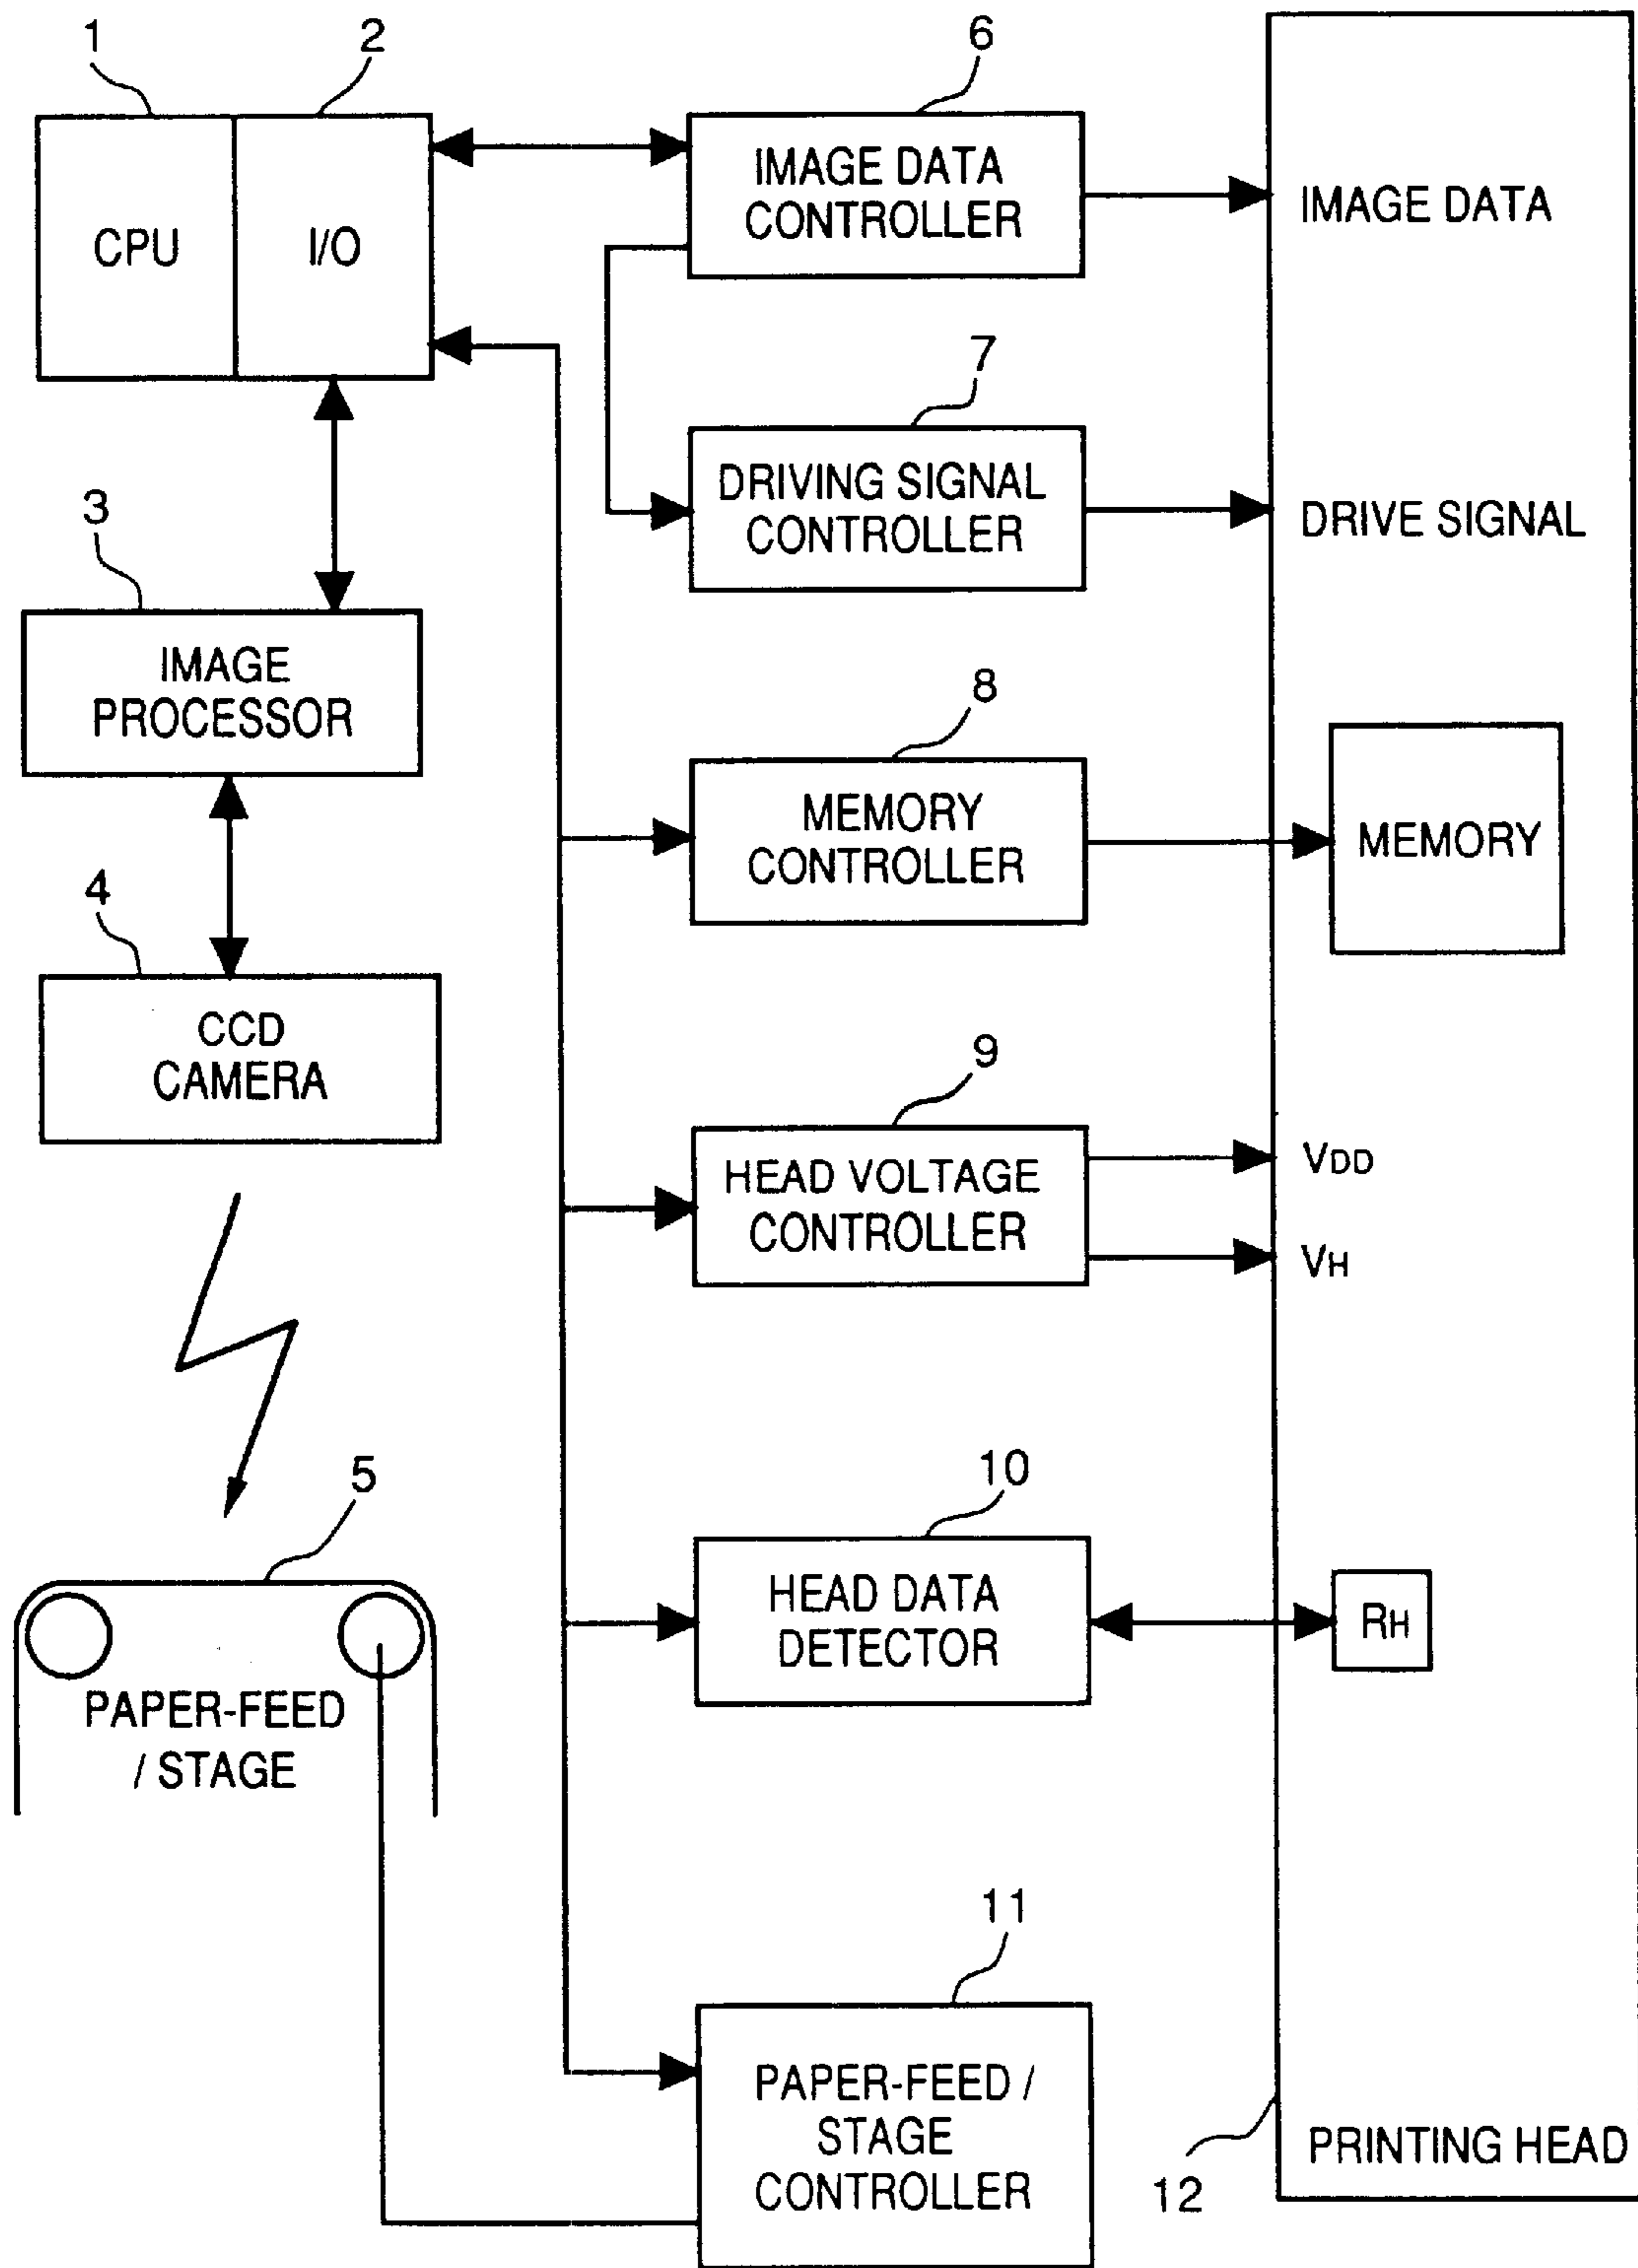 1
2
6
CPU
I/O
IMAGE DATA
CONTROLLER
IMAGE DATA
7
DRIVING SIGNAL
CONTROLLER
DRIVE SIGNAL
3
IMAGE
PROCESSOR
8
MEMORY
CONTROLLER
MEMORY
4
CCD
CAMERA
9
HEAD VOLTAGE
CONTROLLER
VDD
VH
5
PAPER-FEED
/ STAGE
10
HEAD DATA
DETECTOR
RH
11
PAPER-FEED /
STAGE
CONTROLLER
12
PRINTING HEAD